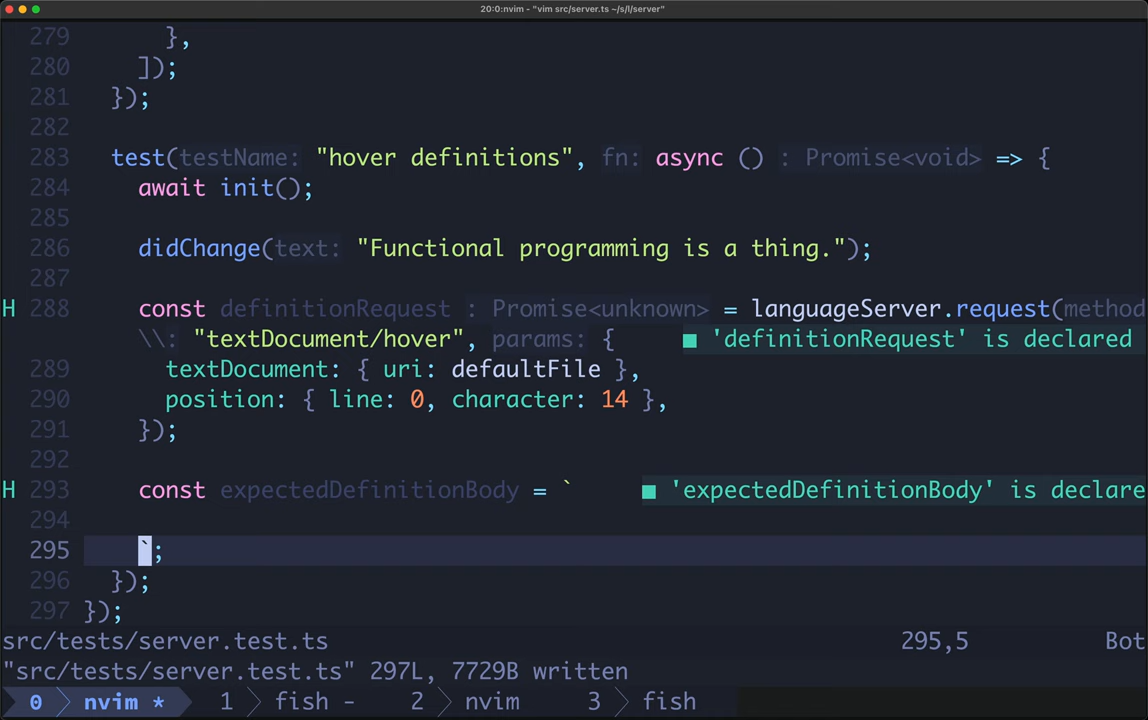 20:0:nvim - "vim src/server.ts ~/s/l/server"
279 },
280 ]);
281 });
282
283 test(testName: "hover definitions", fn: async () : Promise<void> => {
284 await init();
285
286 didChange(text: "Functional programming is a thing.");
287
H 288 const definitionRequest : Promise<unknown> = languageServer.request(method
\\: "textDocument/hover", params: { ■ 'definitionRequest' is declared
289 textDocument: { uri: defaultFile },
290 position: { line: 0, character: 14 },
291 });
292
H 293 const expectedDefinitionBody = ` ■ 'expectedDefinitionBody' is declare
294
295 `;
296 });
297 });
src/tests/server.test.ts 295,5 Bot
"src/tests/server.test.ts" 297L, 7729B written
0 nvim * 1 fish - 2 nvim 3 fish